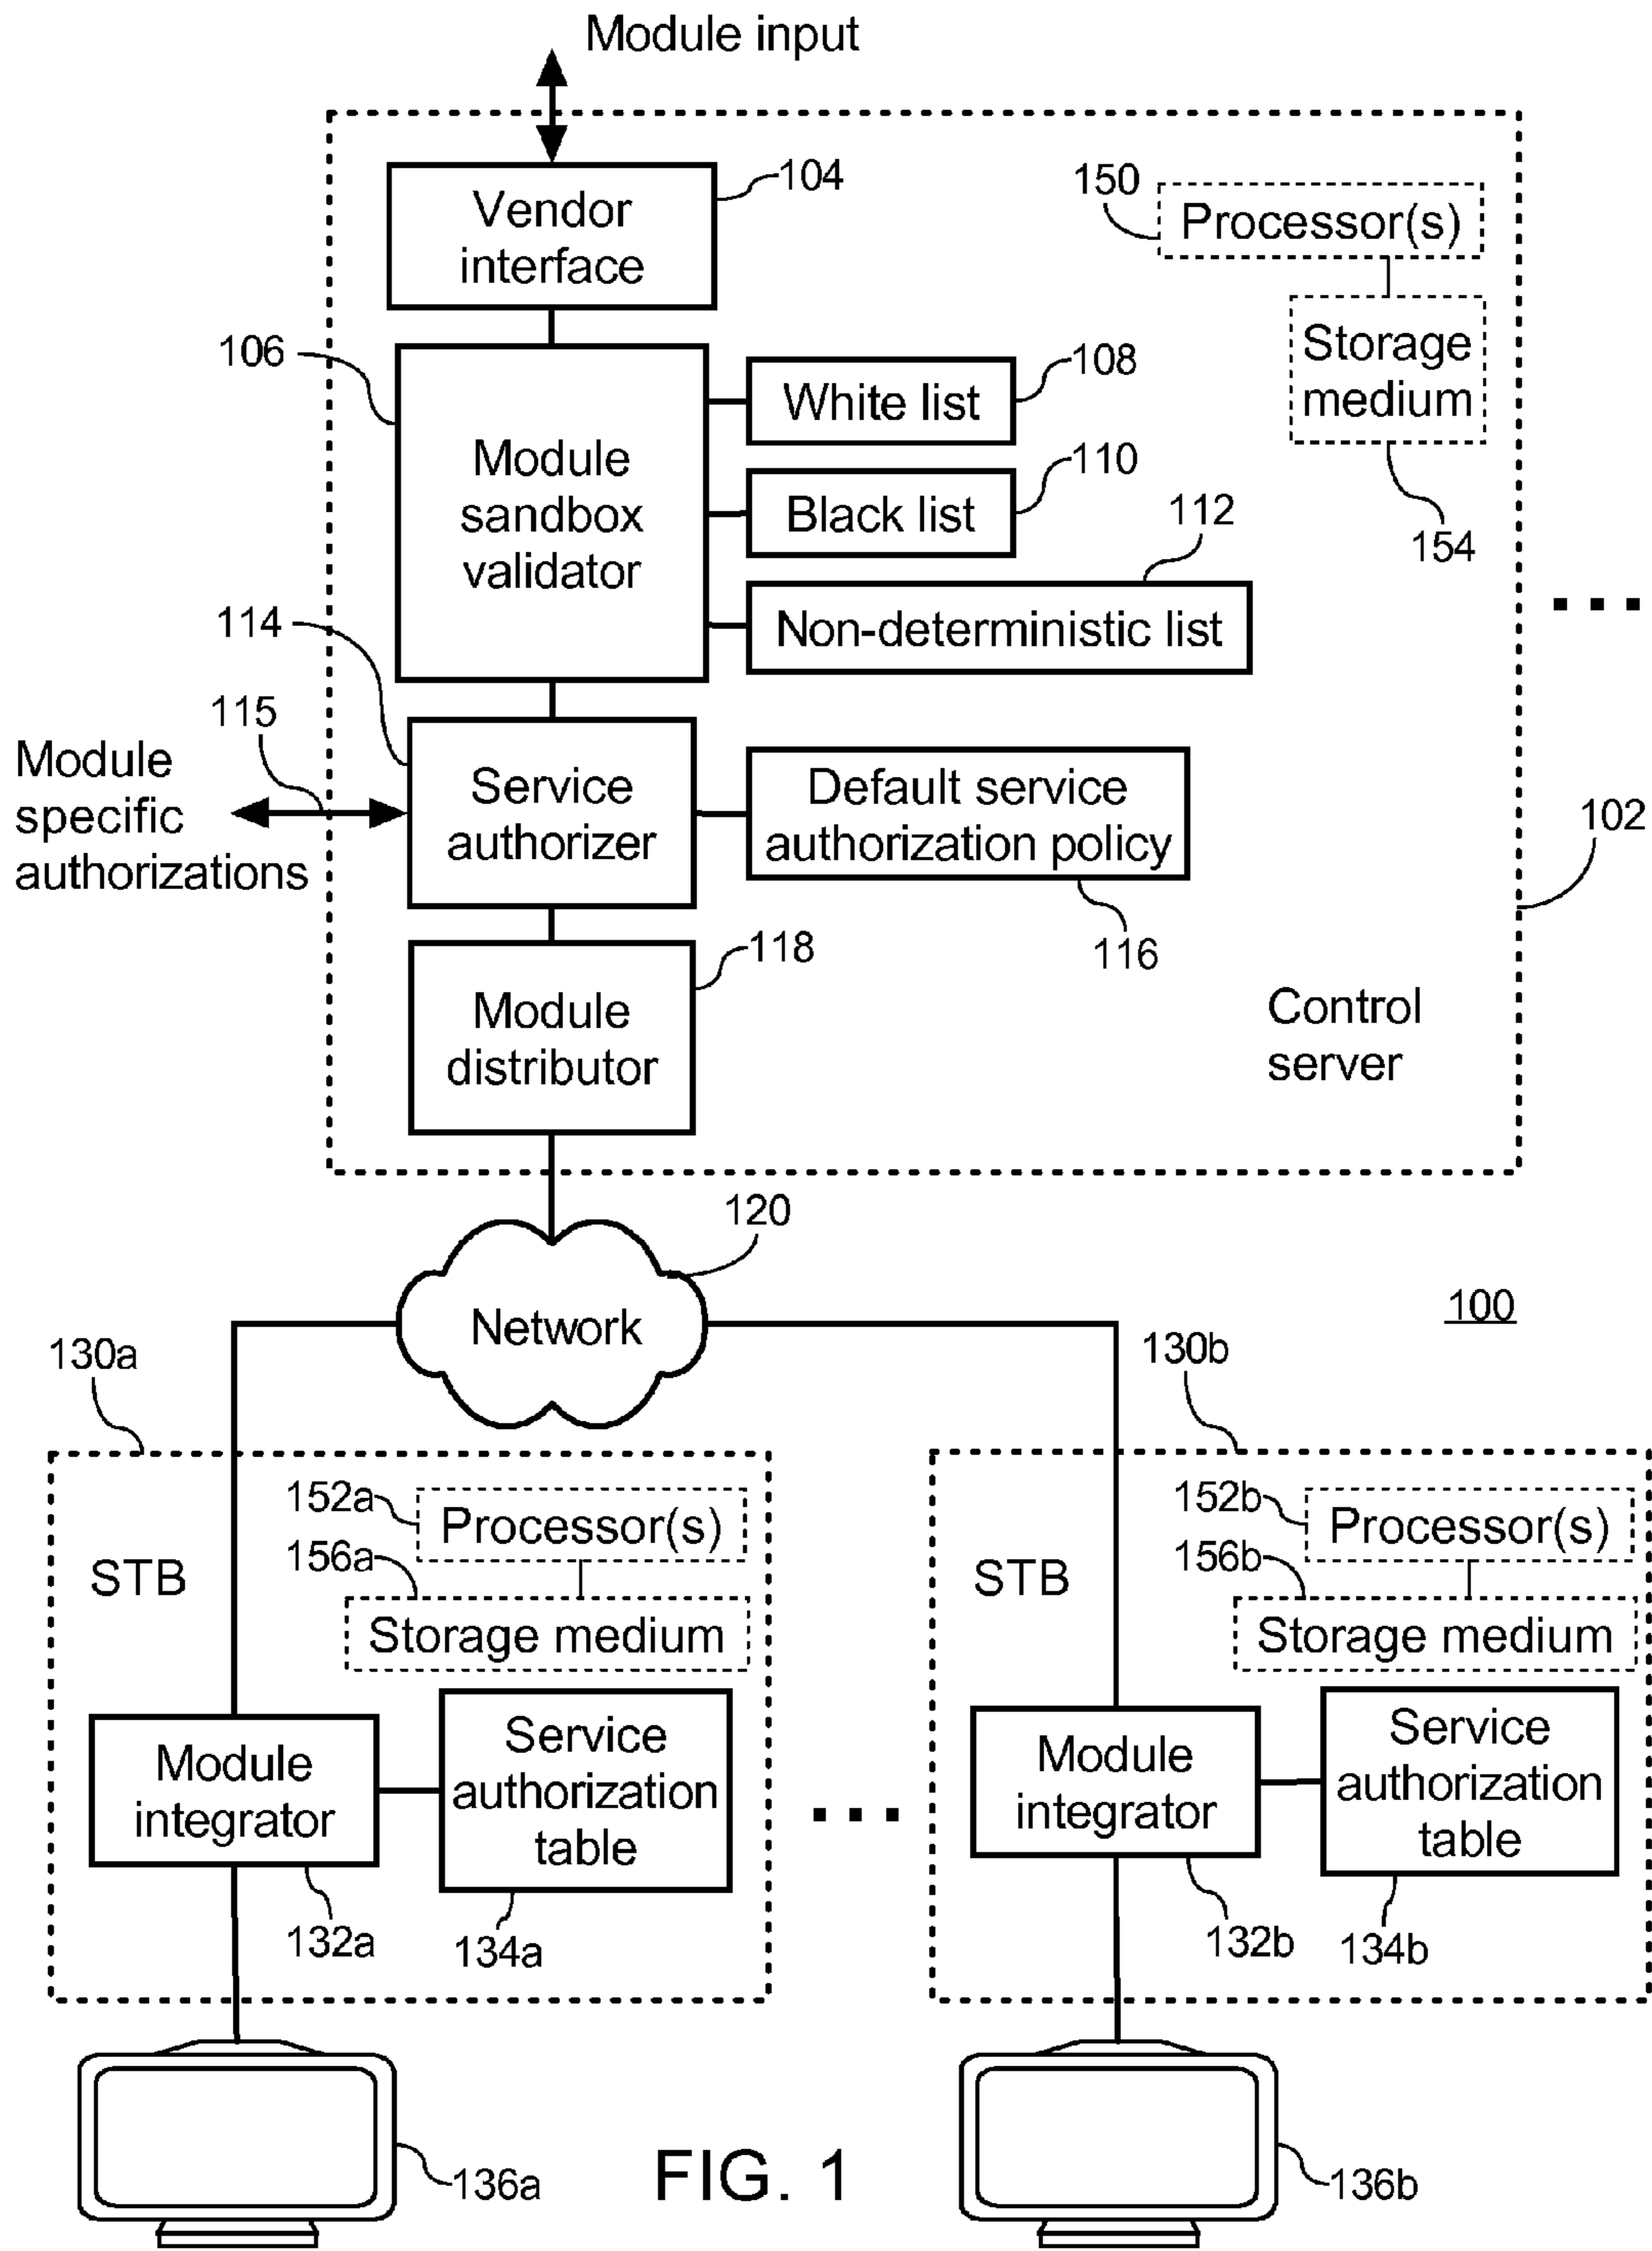 Module input
104
Vendor
interface
150
Processor(s)
Storage
medium
154
106
Module
sandbox
validator
White list
108
Black list
110
Non-deterministic list
112
114
115
Module
specific
authorizations
Service
authorizer
Default service
authorization policy
116
102
118
Module
distributor
Control
server
120
Network
100
130a
130b
152a
Processor(s)
156a
STB
Storage medium
Module
integrator
Service
authorization
table
132a
134a
152b
Processor(s)
156b
STB
Storage medium
Module
integrator
Service
authorization
table
132b
134b
136a
FIG. 1
136b